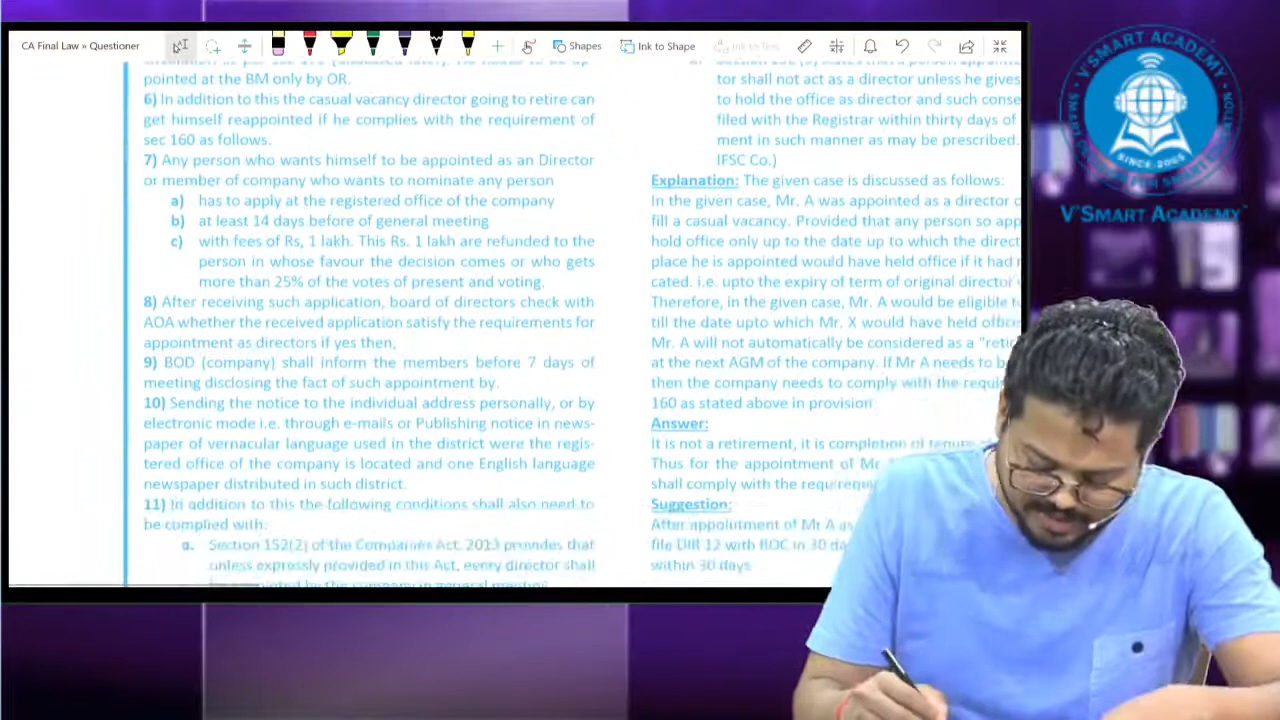 CA Final Law » Questioner
Shapes
Ink to Shape
Ink to Text
pointed at the BM only by OR.
6) In addition to this the casual vacancy director going to retire can
get himself reappointed if he complies with the requirement of
sec 160 as follows.
7) Any person who wants himself to be appointed as an Director
or member of company who wants to nominate any person
a) has to apply at the registered office of the company
b) at least 14 days before of general meeting
c) with fees of Rs, 1 lakh. This Rs. 1 lakh are refunded to the
person in whose favour the decision comes or who gets
more than 25% of the votes of present and voting.
8) After receiving such application, board of directors check with
AOA whether the received application satisfy the requirements for
appointment as directors if yes then,
9) BOD (company) shall inform the members before 7 days of
meeting disclosing the fact of such appointment by.
10) Sending the notice to the individual address personally, or by
electronic mode i.e. through e-mails or Publishing notice in news-
paper of vernacular language used in the district were the regis-
tered office of the company is located and one English language
newspaper distributed in such district.
11) In addition to this the following conditions shall also need to
be complied with:
a. Section 152(2) of the Companies Act, 2013 provides that
unless expressly provided in this Act, every director shall
tor shall not act as a director unless he gives
to hold the office as director and such conse
filed with the Registrar within thirty days of
ment in such manner as may be prescribed.
IFSC Co.)
Explanation: The given case is discussed as follows:
In the given case, Mr. A was appointed as a director
fill a casual vacancy. Provided that any person so app
hold office only up to the date up to which the direct
place he is appointed would have held office if it had
cated. i.e. upto the expiry of term of original director
Therefore, in the given case, Mr. A would be eligible
till the date upto which Mr. X would have held office
Mr. A will not automatically be considered as a "reti
at the next AGM of the company. If Mr A needs to b
then the company needs to comply with the requi
160 as stated above in provision
Answer:
It is not a retirement, it is completion of tenure
Thus for the appointment of Mr
shall comply with the requirem
Suggestion:
After appointment of Mr A as
file DIR 12 with ROC in 30 da
within 30 days
V'SMART ACADEMY
SINCE-2005
V'SMART ACADEMY